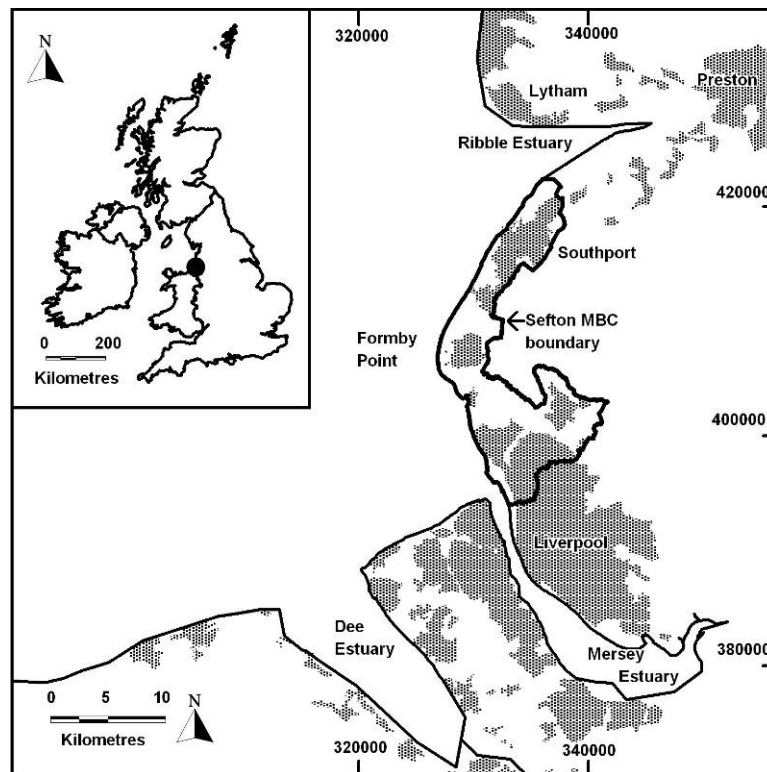 320000
340000
N
Preston
Lytham
Ribble Estuary
420000
Southport
Sefton MBC
boundary
Formby
Point
0 200
Kilometres
400000
Liverpool
Dee
Estuary
Mersey
Estuary
380000
0 5 10
Kilometres
N
320000
340000